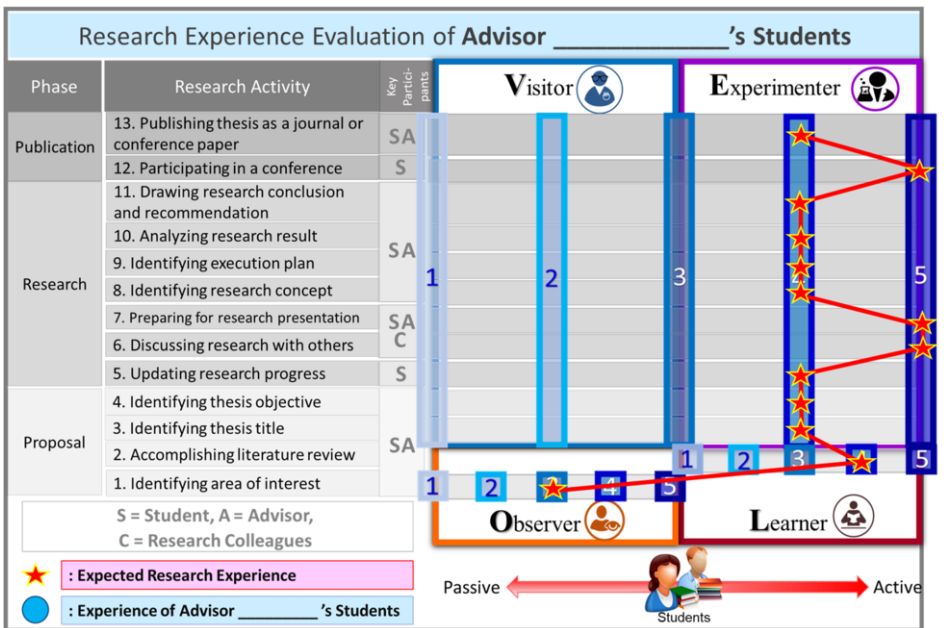 Research Experience Evaluation of Advisor _____________'s Students
Phase
Research Activity
Key
Partici-
pants
Visitor
Experimenter
Publication
13. Publishing thesis as a journal or
conference paper
SA
12. Participating in a conference
S
Research
11. Drawing research conclusion
and recommendation
10. Analyzing research result
9. Identifying execution plan
8. Identifying research concept
SA
7. Preparing for research presentation
6. Discussing research with others
SA
C
5. Updating research progress
S
1
2
3
5
Proposal
4. Identifying thesis objective
3. Identifying thesis title
2. Accomplishing literature review
1. Identifying area of interest
SA
1
2
3
5
1
2
4
5
Observer
Learner
S = Student, A = Advisor,
C = Research Colleagues
: Expected Research Experience
: Experience of Advisor _________'s Students
Passive
Active
Students